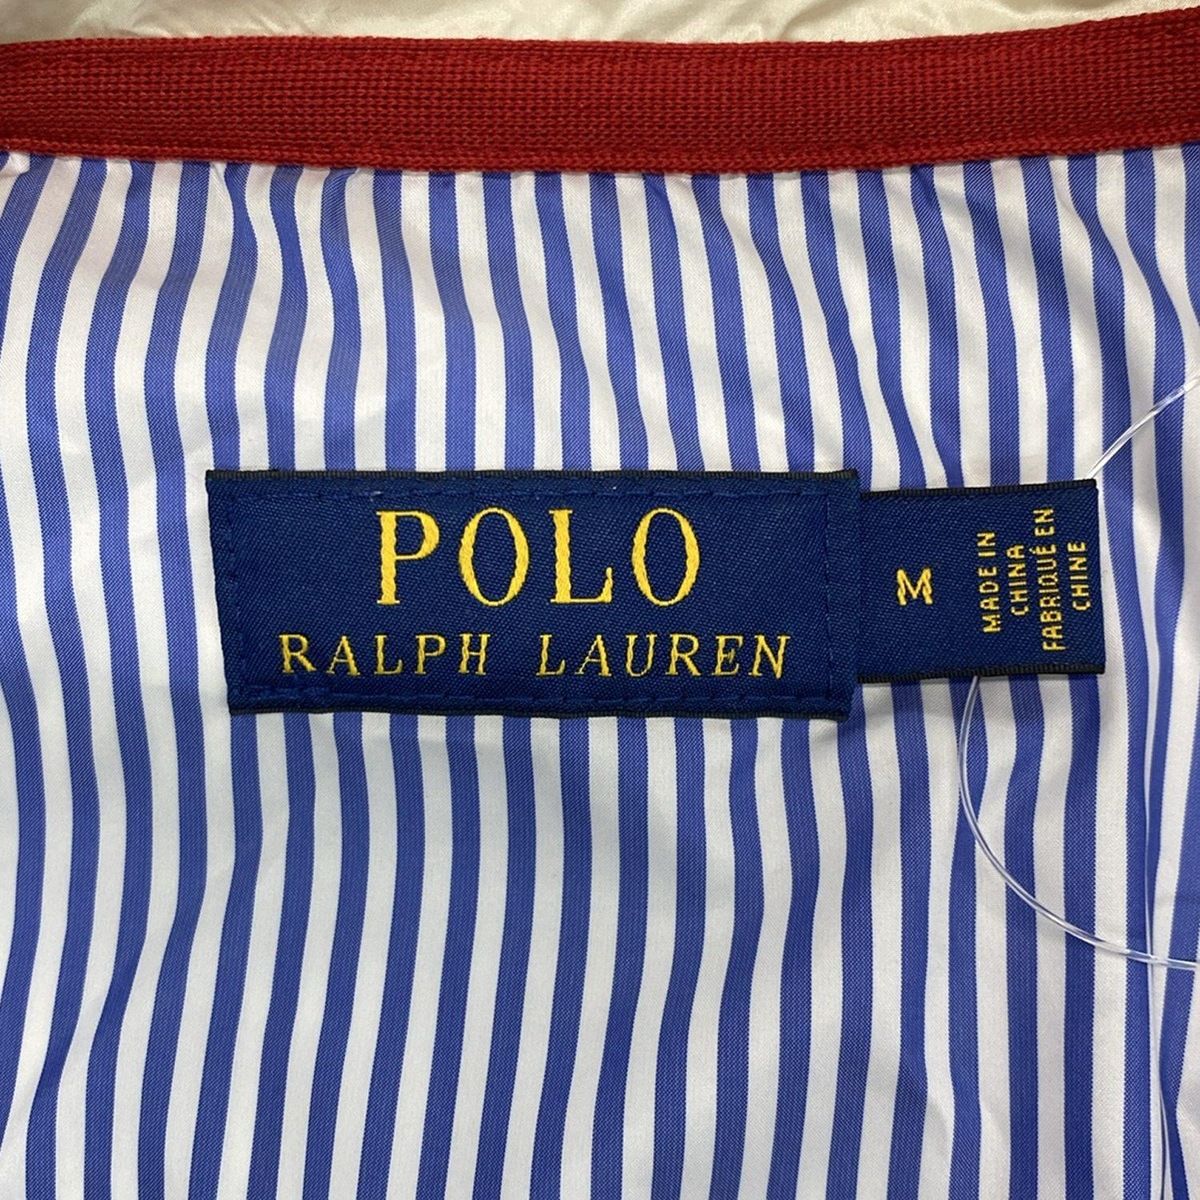 POLO
RALPH LAUREN
M
MADE IN
CHINA
FABRIQUÉ EN
CHINE